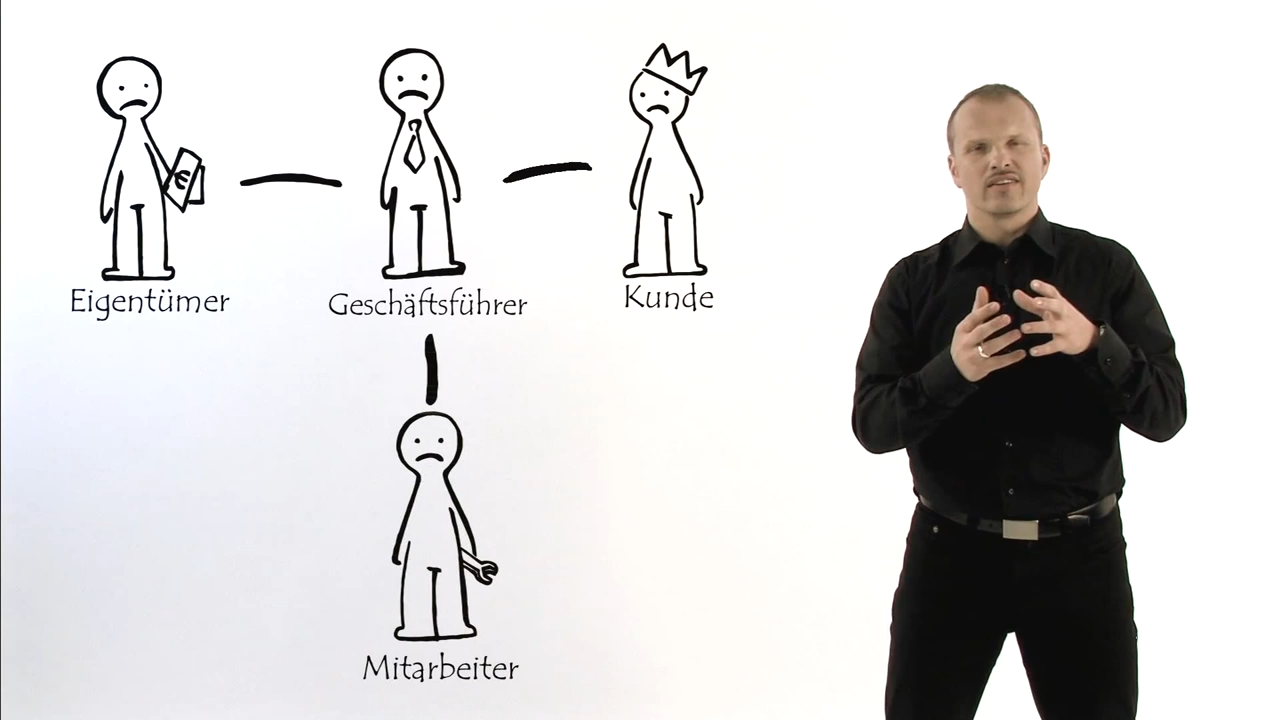 €
Eigentümer
Geschäftsführer
Kunde
Mitarbeiter